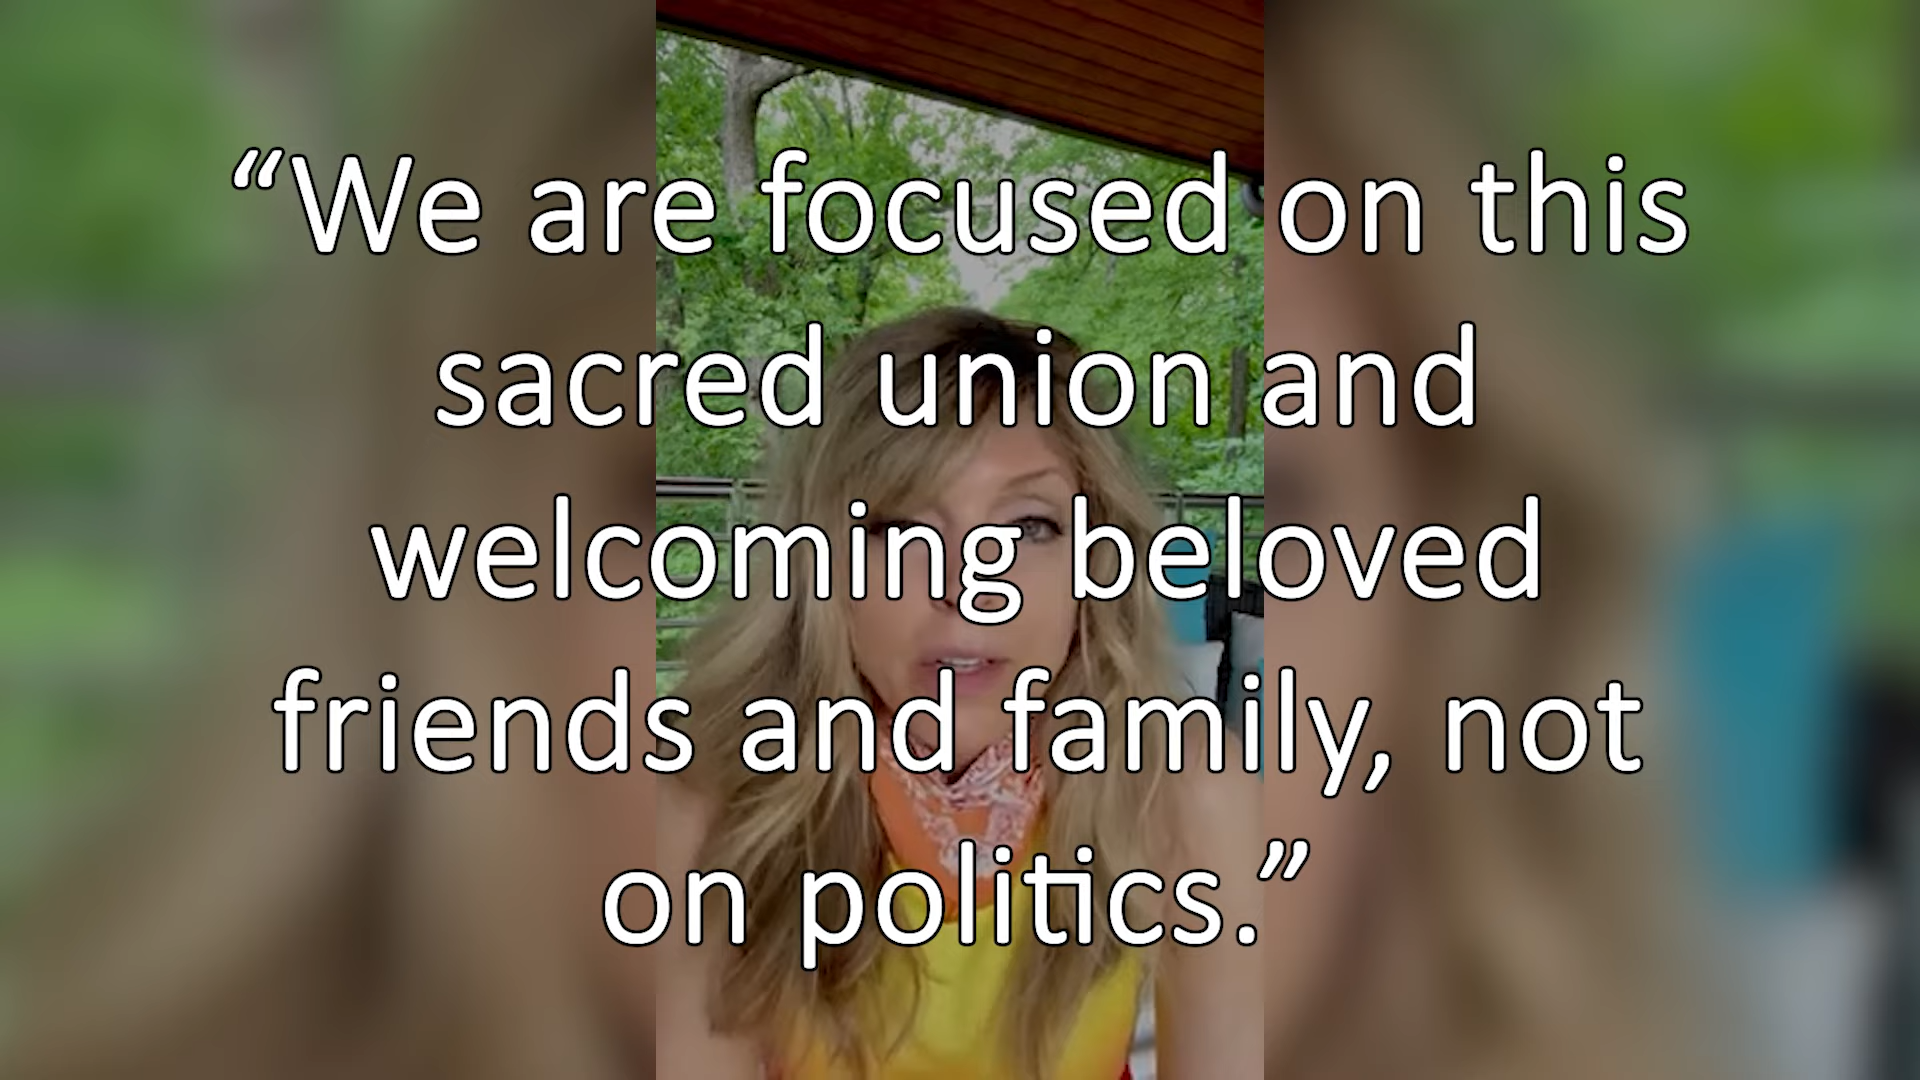 “We are focused on this
sacred union and
welcoming beloved
friends and family, not
on politics.”